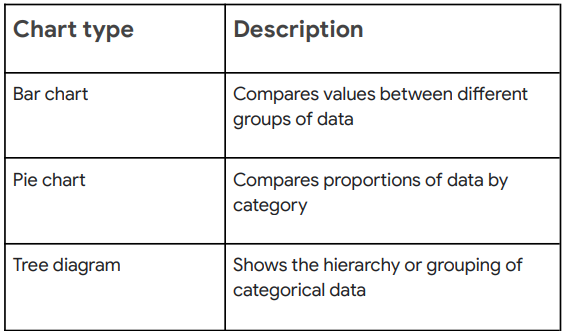 Chart type
Description
Bar chart
Compares values between different
groups of data
Pie chart
Compares proportions of data by
category
Tree diagram
Shows the hierarchy or grouping of
categorical data